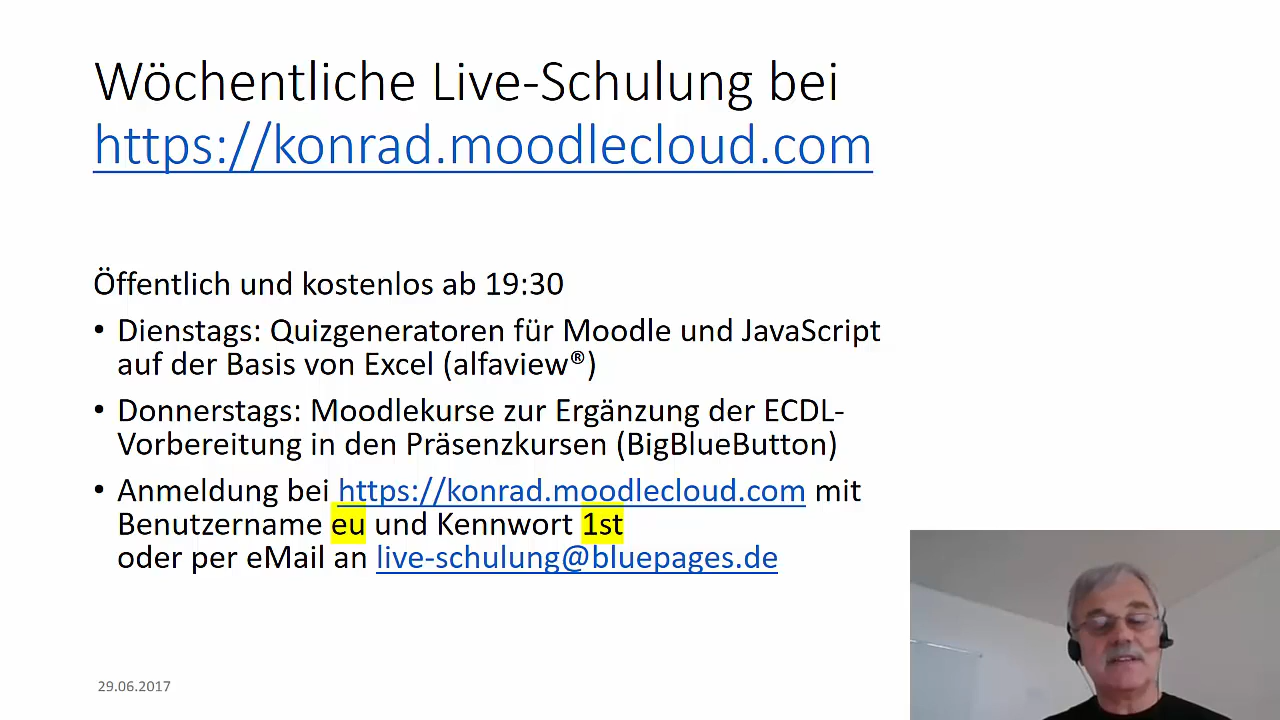 Wöchentliche Live-Schulung bei
https://konrad.moodlecloud.com
Öffentlich und kostenlos ab 19:30
• Dienstags: Quizgeneratoren für Moodle und JavaScript
auf der Basis von Excel (alfaview®)
• Donnerstags: Moodlekurse zur Ergänzung der ECDL-
Vorbereitung in den Präsenzkursen (BigBlueButton)
• Anmeldung bei https://konrad.moodlecloud.com mit
Benutzername eu und Kennwort 1st
oder per eMail an live-schulung@bluepages.de
29.06.2017